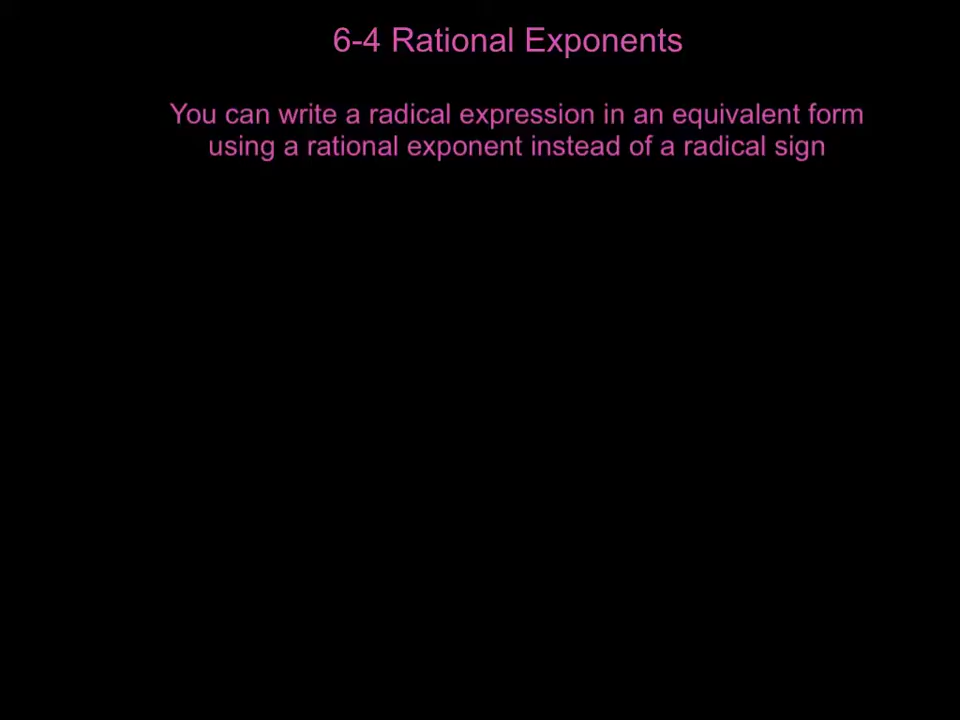 6-4 Rational Exponents
You can write a radical expression in an equivalent form
using a rational exponent instead of a radical sign